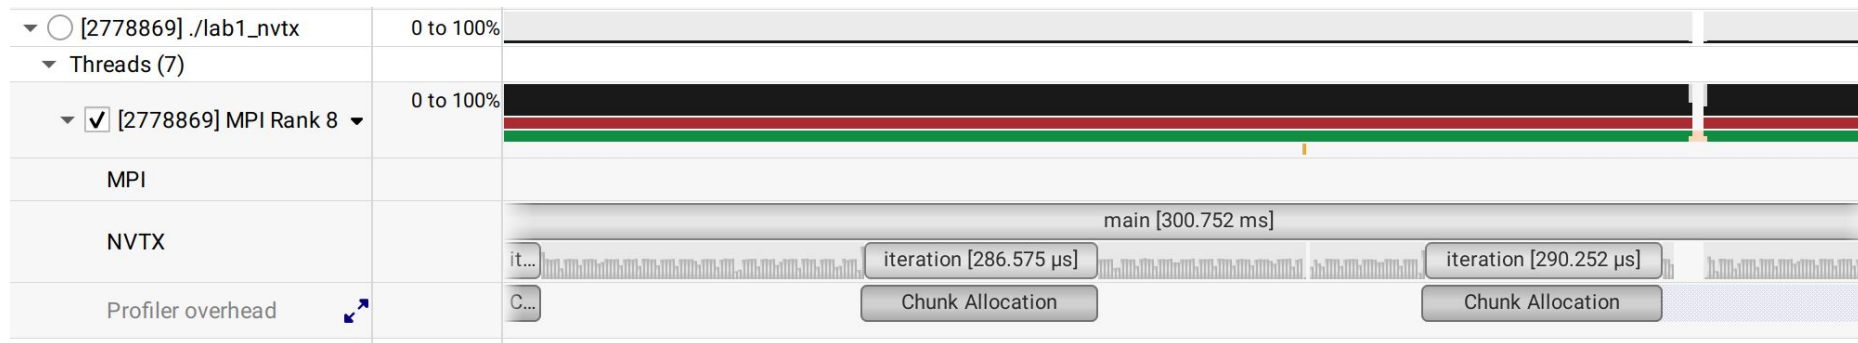 [2778869] ./lab1_nvtx
0 to 100%
Threads (7)
[2778869] MPI Rank 8
0 to 100%
MPI
NVTX
main [300.752 ms]
it...
iteration [286.575 µs]
iteration [290.252 µs]
Profiler overhead
C...
Chunk Allocation
Chunk Allocation